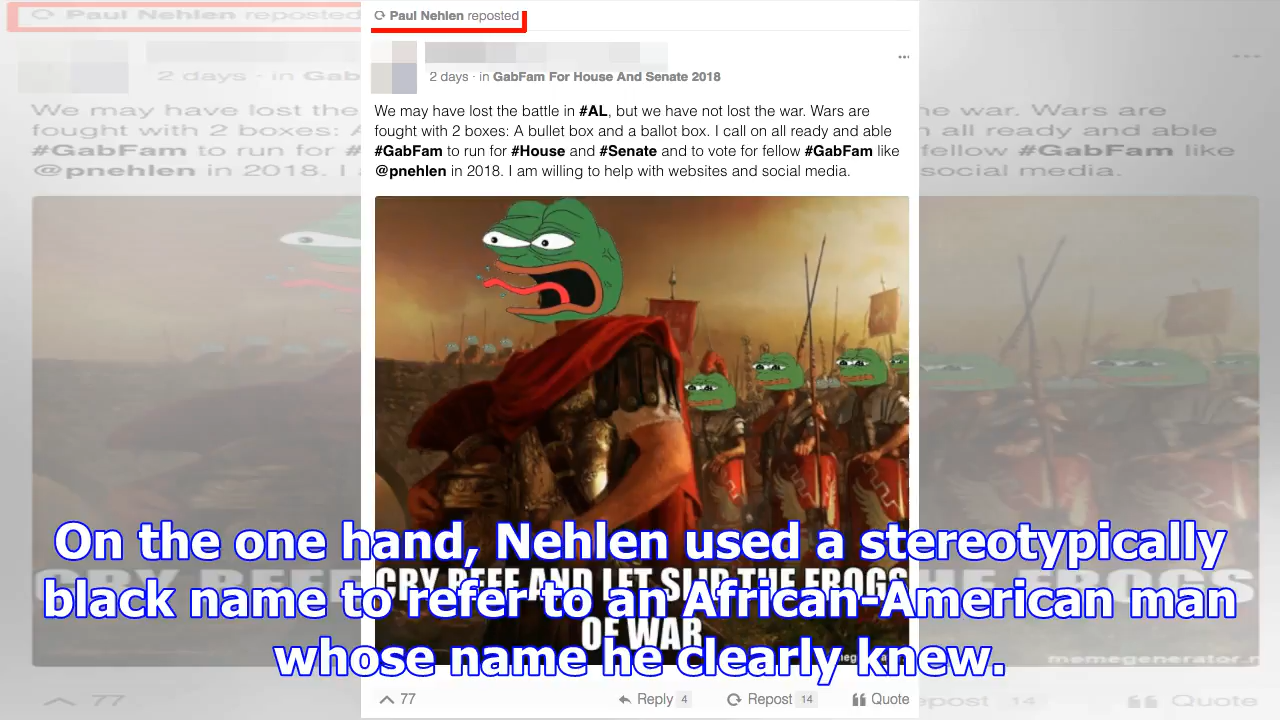 Paul Nehlen reposted
2 days · in GabFam For House And Senate 2018
We may have lost the battle in #AL, but we have not lost the war. Wars are
fought with 2 boxes: A bullet box and a ballot box. I call on all ready and able
#GabFam to run for #House and #Senate and to vote for fellow #GabFam like
@pnehlen in 2018. I am willing to help with websites and social media.
CRY REEE AND LET SLIP THE FROGS
OF WAR
On the one hand, Nehlen used a stereotypically
black name to refer to an African-American man
whose name he clearly knew.
77 Reply 4 Repost 14 Quote